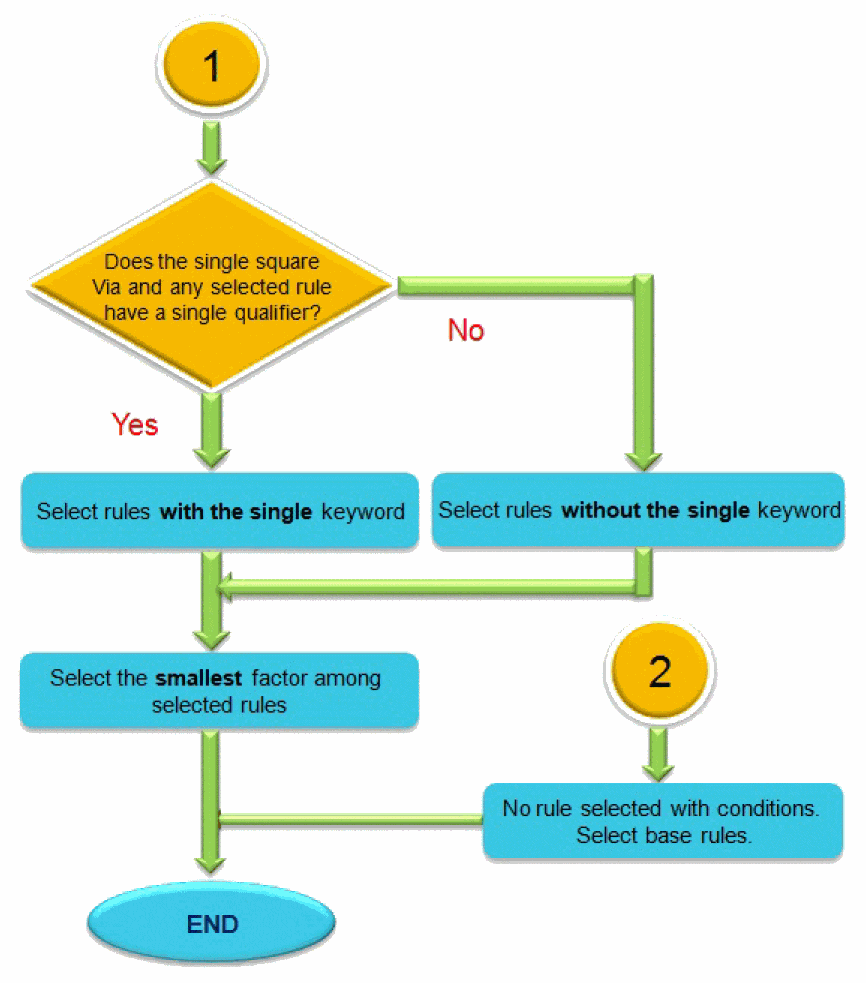 1
Does the single square
Via and any selected rule
have a single qualifier?
No
Yes
Select rules with the single keyword
Select rules without the single keyword
Select the smallest factor among
selected rules
2
No rule selected with conditions.
Select base rules.
END